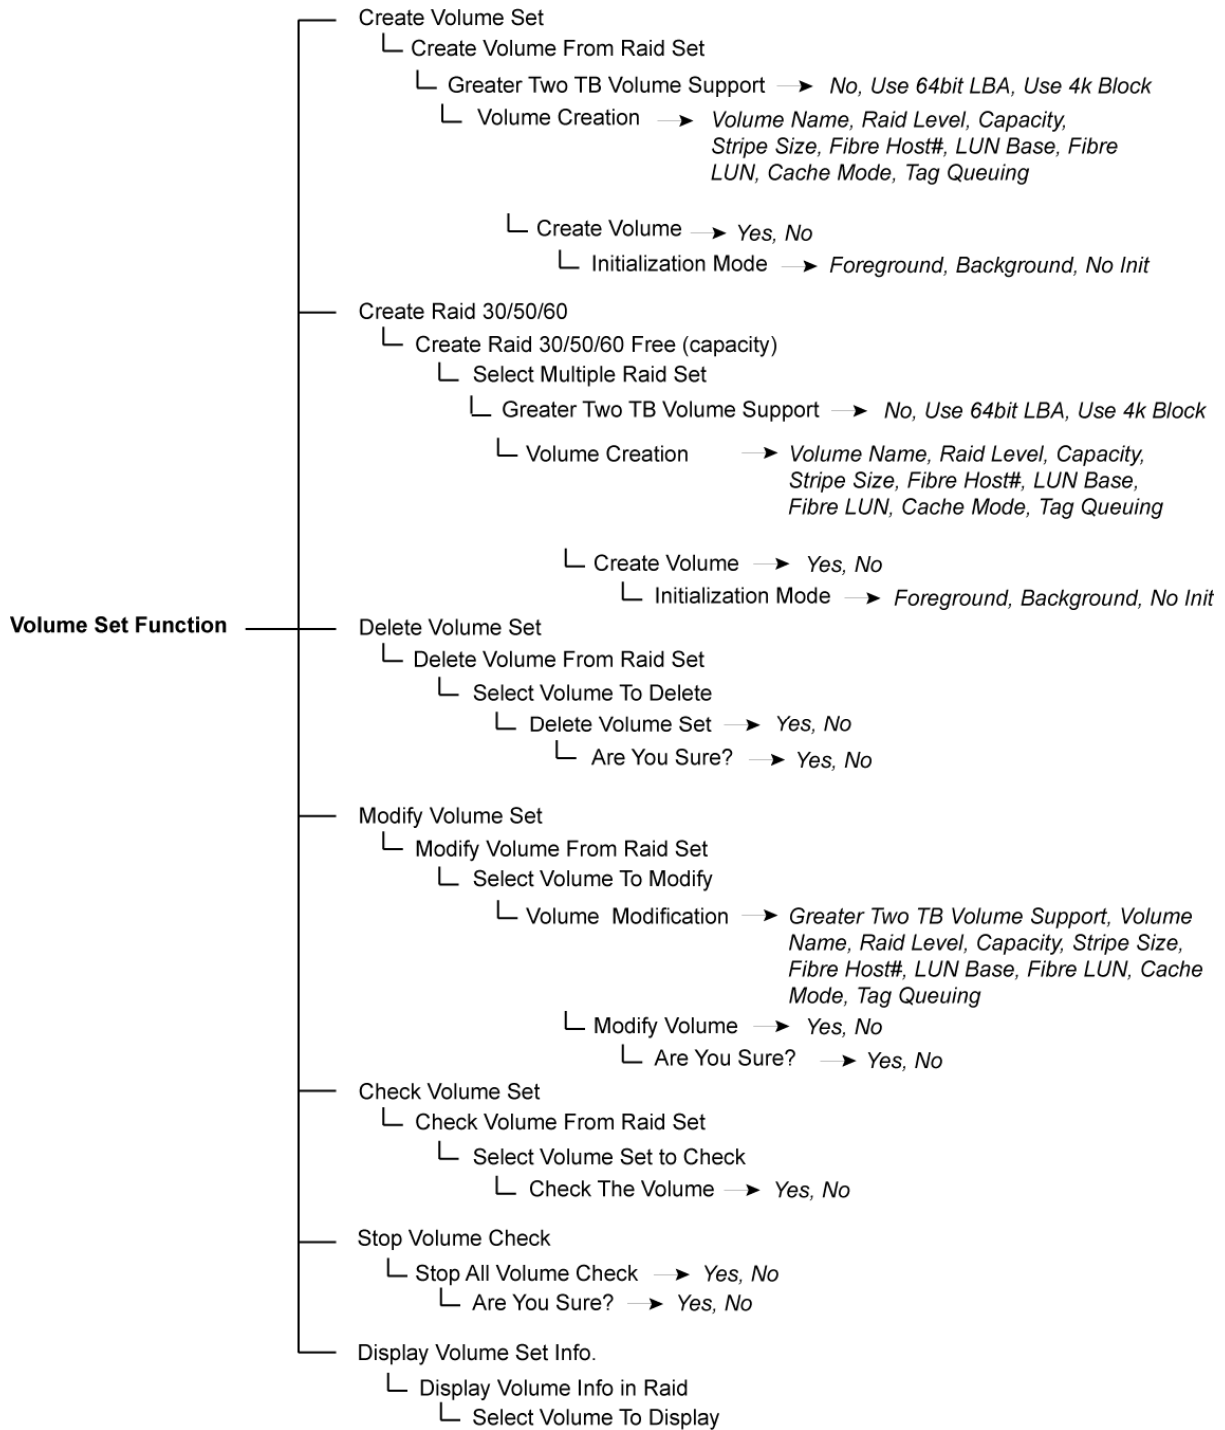 Create Volume Set
Create Volume From Raid Set
Greater Two TB Volume Support No, Use 64bit LBA, Use 4k Block
Volume Creation Volume Name, Raid Level, Capacity,
Stripe Size, Fibre Host#, LUN Base, Fibre
LUN, Cache Mode, Tag Queuing
Create Volume Yes, No
Initialization Mode Foreground, Background, No Init
Create Raid 30/50/60
Create Raid 30/50/60 Free (capacity)
Select Multiple Raid Set
Greater Two TB Volume Support No, Use 64bit LBA, Use 4k Block
Volume Creation Volume Name, Raid Level, Capacity,
Stripe Size, Fibre Host#, LUN Base,
Fibre LUN, Cache Mode, Tag Queuing
Create Volume Yes, No
Initialization Mode Foreground, Background, No Init
Volume Set Function Delete Volume Set
Delete Volume From Raid Set
Select Volume To Delete
Delete Volume Set Yes, No
Are You Sure? Yes, No
Modify Volume Set
Modify Volume From Raid Set
Select Volume To Modify
Volume Modification Greater Two TB Volume Support, Volume
Name, Raid Level, Capacity, Stripe Size,
Fibre Host#, LUN Base, Fibre LUN, Cache
Mode, Tag Queuing
Modify Volume Yes, No
Are You Sure? Yes, No
Check Volume Set
Check Volume From Raid Set
Select Volume Set to Check
Check The Volume Yes, No
Stop Volume Check
Stop All Volume Check Yes, No
Are You Sure? Yes, No
Display Volume Set Info.
Display Volume Info in Raid
Select Volume To Display